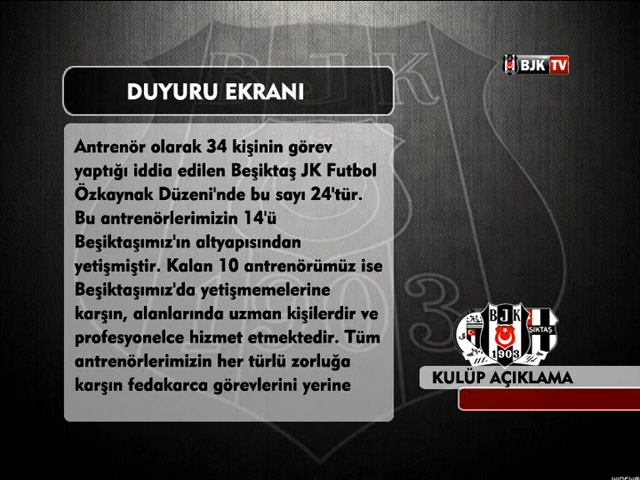 BJK TV
DUYURU EKRANI
Antrenör olarak 34 kişinin görev
yaptığı iddia edilen Beşiktaş JK Futbol
Özkaynak Düzeni'nde bu sayı 24'tür.
Bu antrenörlerimizin 14'ü
Beşiktaşımız'ın altyapısından
yetişmiştir. Kalan 10 antrenörümüz ise
Beşiktaşımız'da yetişmemelerine
karşın, alanlarında uzman kişilerdir ve
profesyonelce hizmet etmektedir. Tüm
antrenörlerimizin her türlü zorluğa
karşın fedakarca görevlerini yerine
BJK
1903
KULÜP AÇIKLAMA